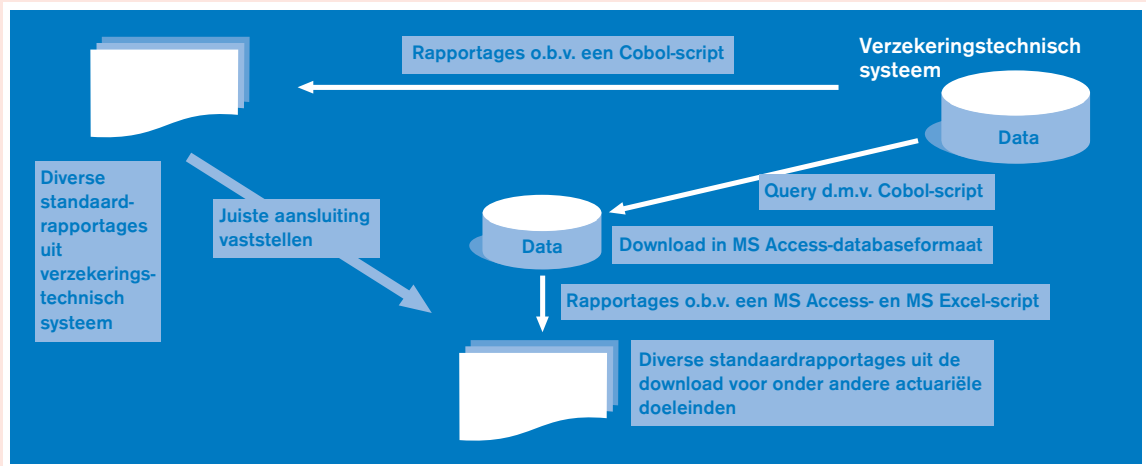 Rapportages o.b.v. een Cobol-script
Verzekeringstechnisch
systeem
Data
Diverse
standaard-
rapportages
uit
verzekerings-
technisch
systeem
Juiste aansluiting
vaststellen
Query d.m.v. Cobol-script
Data
Download in MS Access-databaseformaat
Rapportages o.b.v. een MS Access- en MS Excel-script
Diverse standaardrapportages uit de
download voor onder andere actuariële
doeleinden